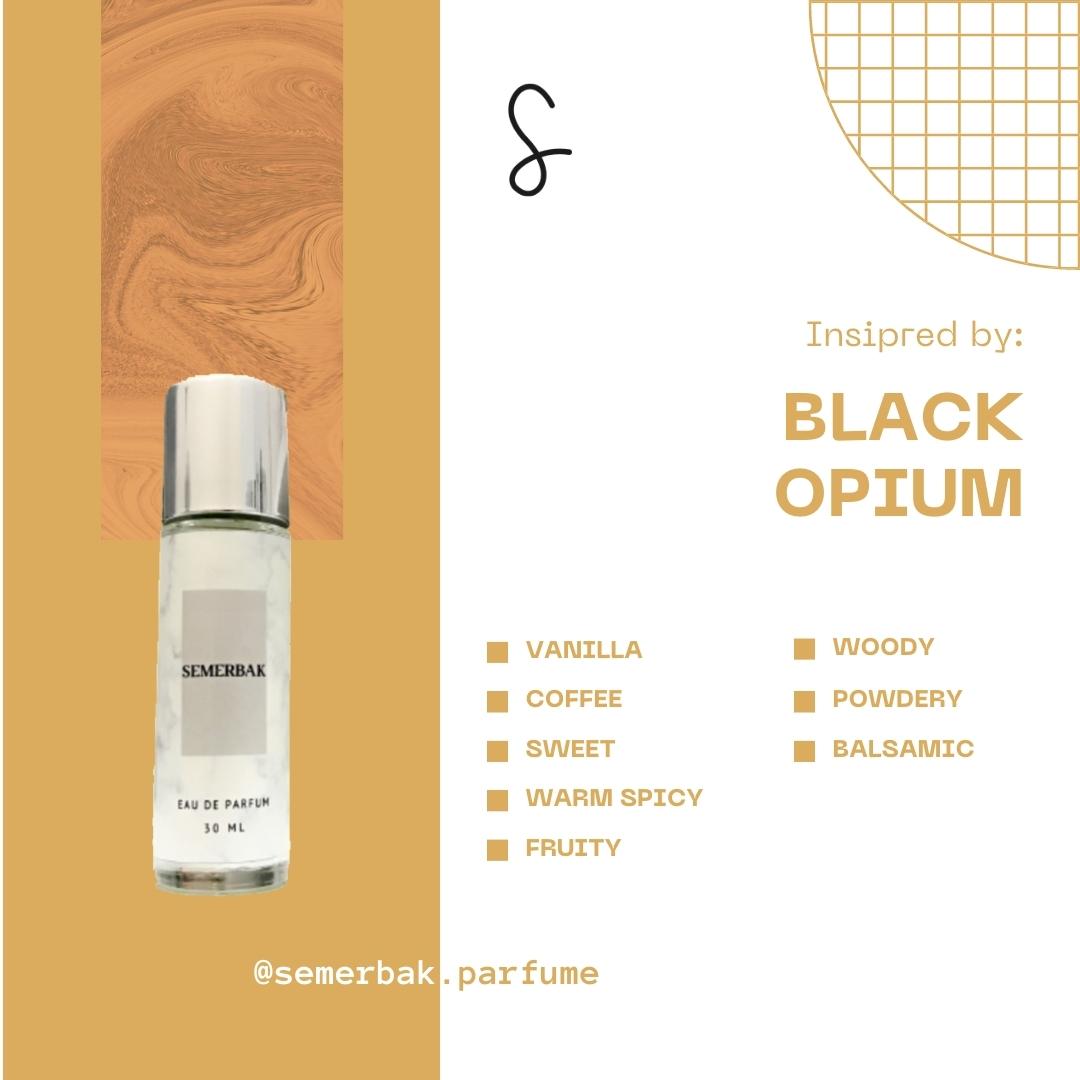 S
Insipred by:
BLACK
OPIUM
SEMERBAK
EAU DE PARFUM
30 ML
VANILLA
COFFEE
SWEET
WARM SPICY
FRUITY
WOODY
POWDERY
BALSAMIC
@semerbak.parfume